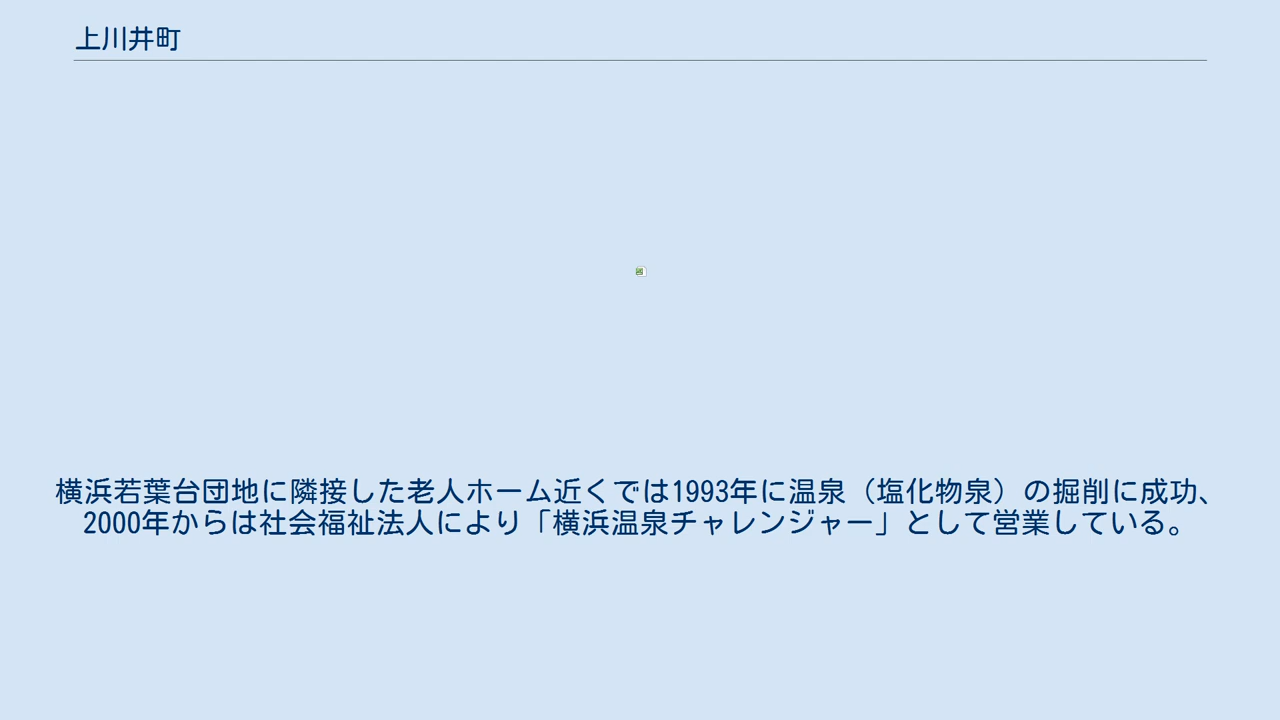 上川井町
横浜若葉台団地に隣接した老人ホーム近くでは1993年に温泉（塩化物泉）の掘削に成功、
2000年からは社会福祉法人により「横浜温泉チャレンジャー」として営業している。